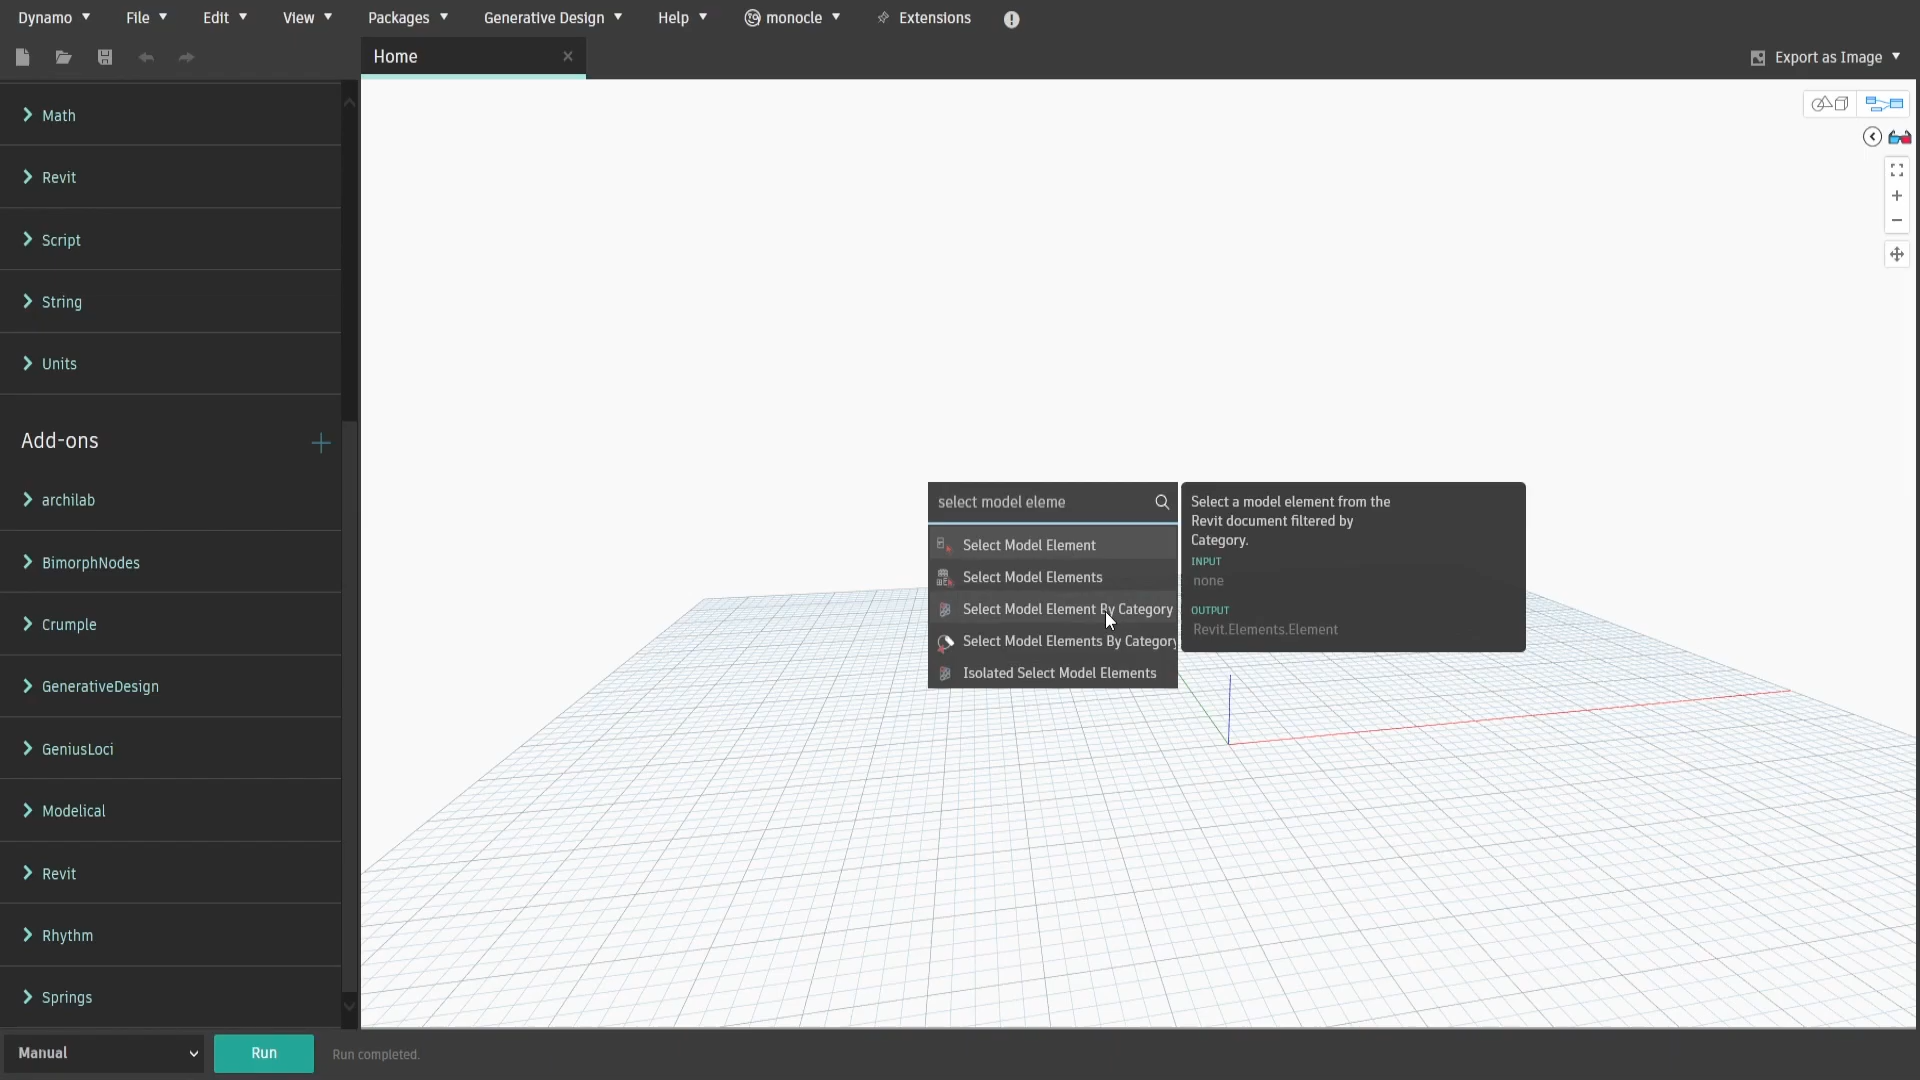 Dynamo File Edit View Packages Generative Design Help monocle Extensions
Home
Export as Image
Math
Revit
Script
String
Units
Add-ons
archilab
BimorphNodes
Crumple
GenerativeDesign
GeniusLoci
Modelical
Revit
Rhythm
Springs
select model eleme
Select Model Element
Select Model Elements
Select Model Element By Category
Select Model Elements By Category
Isolated Select Model Elements
Select a model element from the
Revit document filtered by
Category.
INPUT
none
OUTPUT
Revit.Elements.Element
Manual
Run
Run completed.